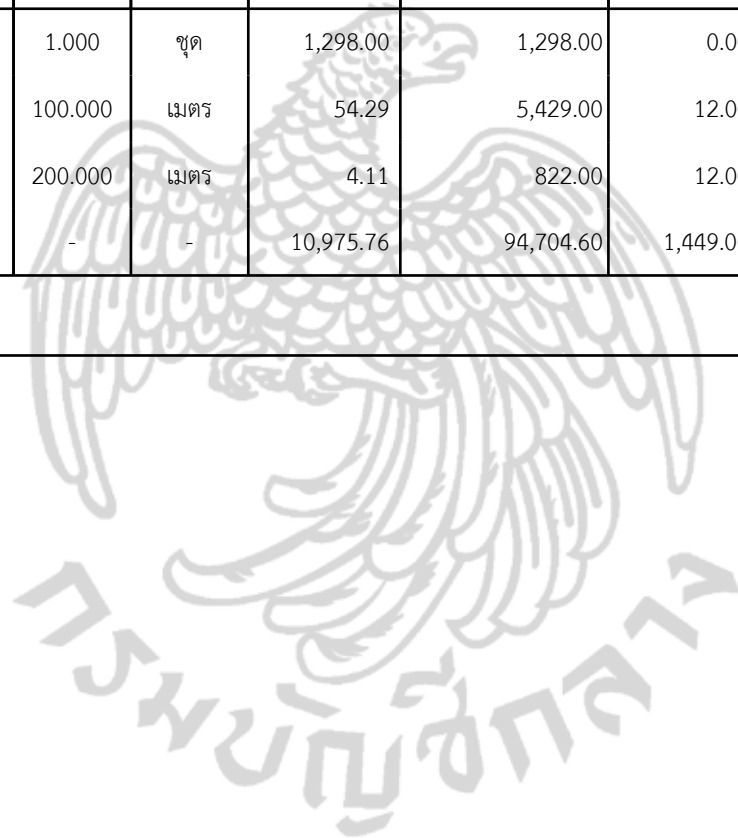 1.000 ชุด 1,298.00 1,298.00 0.0
100.000 เมตร 54.29 5,429.00 12.0
200.000 เมตร 4.11 822.00 12.0
- - 10,975.76 94,704.60 1,449.0
กรมบัญชีกลาง